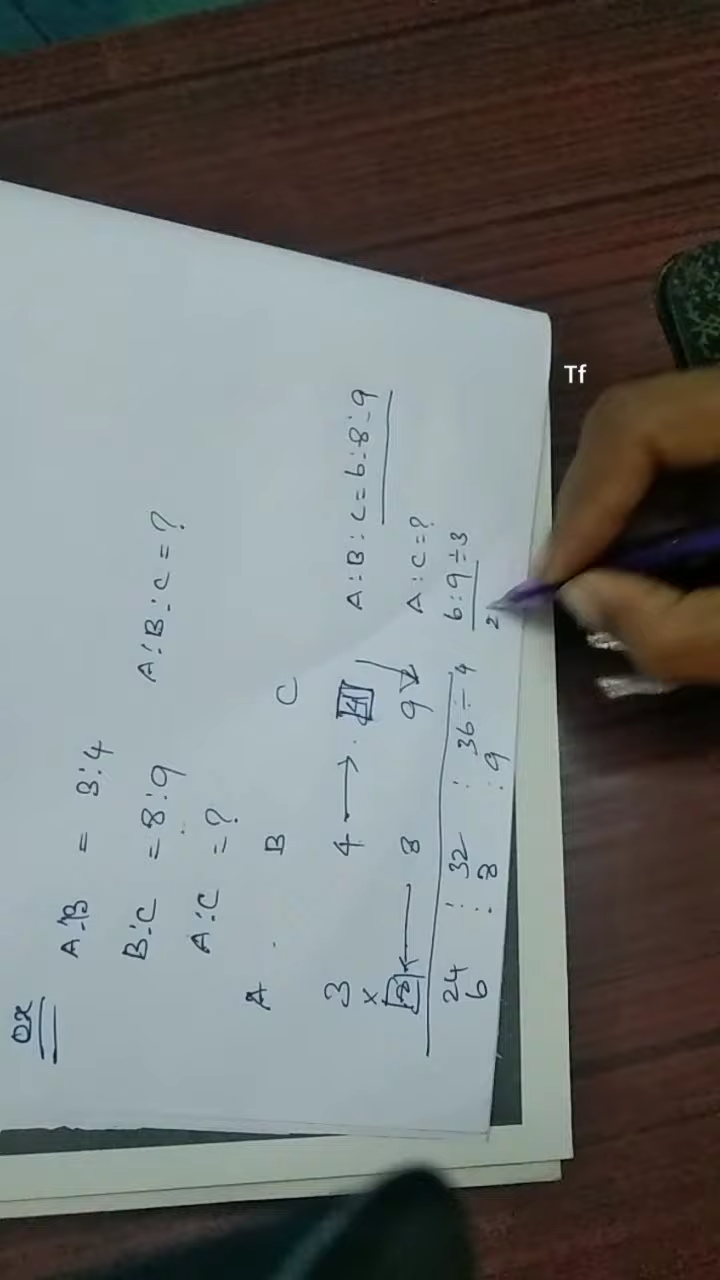 ex
A:B = 3:4
B:C = 8:9 A:B:C = ?
A:C = ?
A B C
3 4 → 4 A:B:C = 6:8:9
× 8 ← 8 9 A:C = ?
24 : 32 : 36 ÷ 4 6:9 ÷ 3
6 : 8 : 9 2
Tf